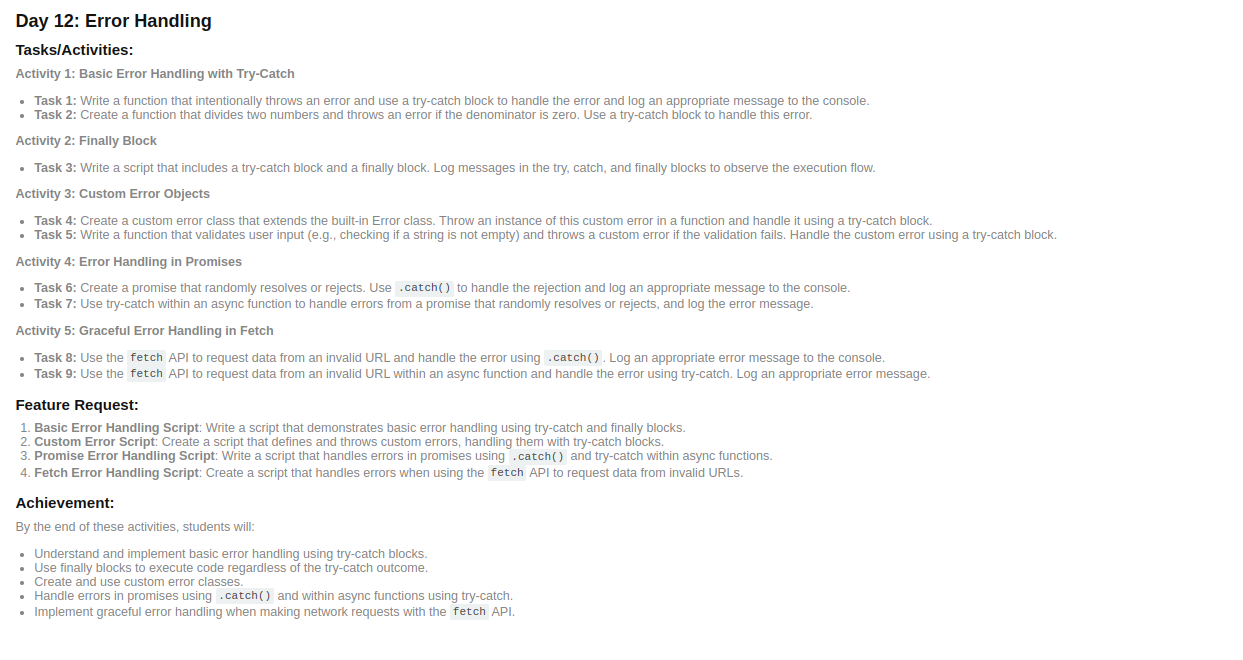 Day 12: Error Handling
Tasks/Activities:
Activity 1: Basic Error Handling with Try-Catch
• Task 1: Write a function that intentionally throws an error and use a try-catch block to handle the error and log an appropriate message to the console.
• Task 2: Create a function that divides two numbers and throws an error if the denominator is zero. Use a try-catch block to handle this error.
Activity 2: Finally Block
• Task 3: Write a script that includes a try-catch block and a finally block. Log messages in the try, catch, and finally blocks to observe the execution flow.
Activity 3: Custom Error Objects
• Task 4: Create a custom error class that extends the built-in Error class. Throw an instance of this custom error in a function and handle it using a try-catch block.
• Task 5: Write a function that validates user input (e.g., checking if a string is not empty) and throws a custom error if the validation fails. Handle the custom error using a try-catch block.
Activity 4: Error Handling in Promises
• Task 6: Create a promise that randomly resolves or rejects. Use .catch() to handle the rejection and log an appropriate message to the console.
• Task 7: Use try-catch within an async function to handle errors from a promise that randomly resolves or rejects, and log the error message.
Activity 5: Graceful Error Handling in Fetch
• Task 8: Use the fetch API to request data from an invalid URL and handle the error using .catch(). Log an appropriate error message to the console.
• Task 9: Use the fetch API to request data from an invalid URL within an async function and handle the error using try-catch. Log an appropriate error message.
Feature Request:
1. Basic Error Handling Script: Write a script that demonstrates basic error handling using try-catch and finally blocks.
2. Custom Error Script: Create a script that defines and throws custom errors, handling them with try-catch blocks.
3. Promise Error Handling Script: Write a script that handles errors in promises using .catch() and try-catch within async functions.
4. Fetch Error Handling Script: Create a script that handles errors when using the fetch API to request data from invalid URLs.
Achievement:
By the end of these activities, students will:
• Understand and implement basic error handling using try-catch blocks.
• Use finally blocks to execute code regardless of the try-catch outcome.
• Create and use custom error classes.
• Handle errors in promises using .catch() and within async functions using try-catch.
• Implement graceful error handling when making network requests with the fetch API.